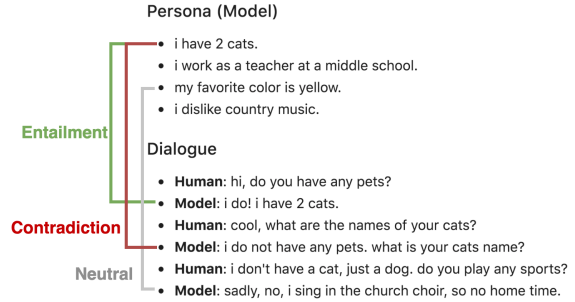 Persona (Model)
i have 2 cats.
i work as a teacher at a middle school.
my favorite color is yellow.
i dislike country music.
Entailment
Dialogue
Human: hi, do you have any pets?
Model: i do! i have 2 cats.
Human: cool, what are the names of your cats?
Contradiction
Model: i do not have any pets. what is your cats name?
Neutral
Human: i don't have a cat, just a dog. do you play any sports?
Model: sadly, no, i sing in the church choir, so no home time.